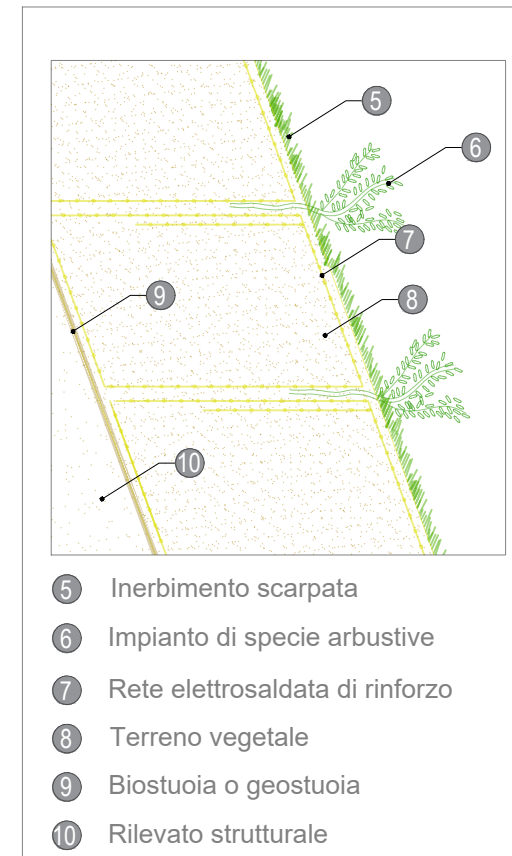 5
6
7
8
9
10
5 Inerbimento scarpata
6 Impianto di specie arbustive
7 Rete elettrosaldata di rinforzo
8 Terreno vegetale
9 Biostuoia o geostuoia
10 Rilevato strutturale